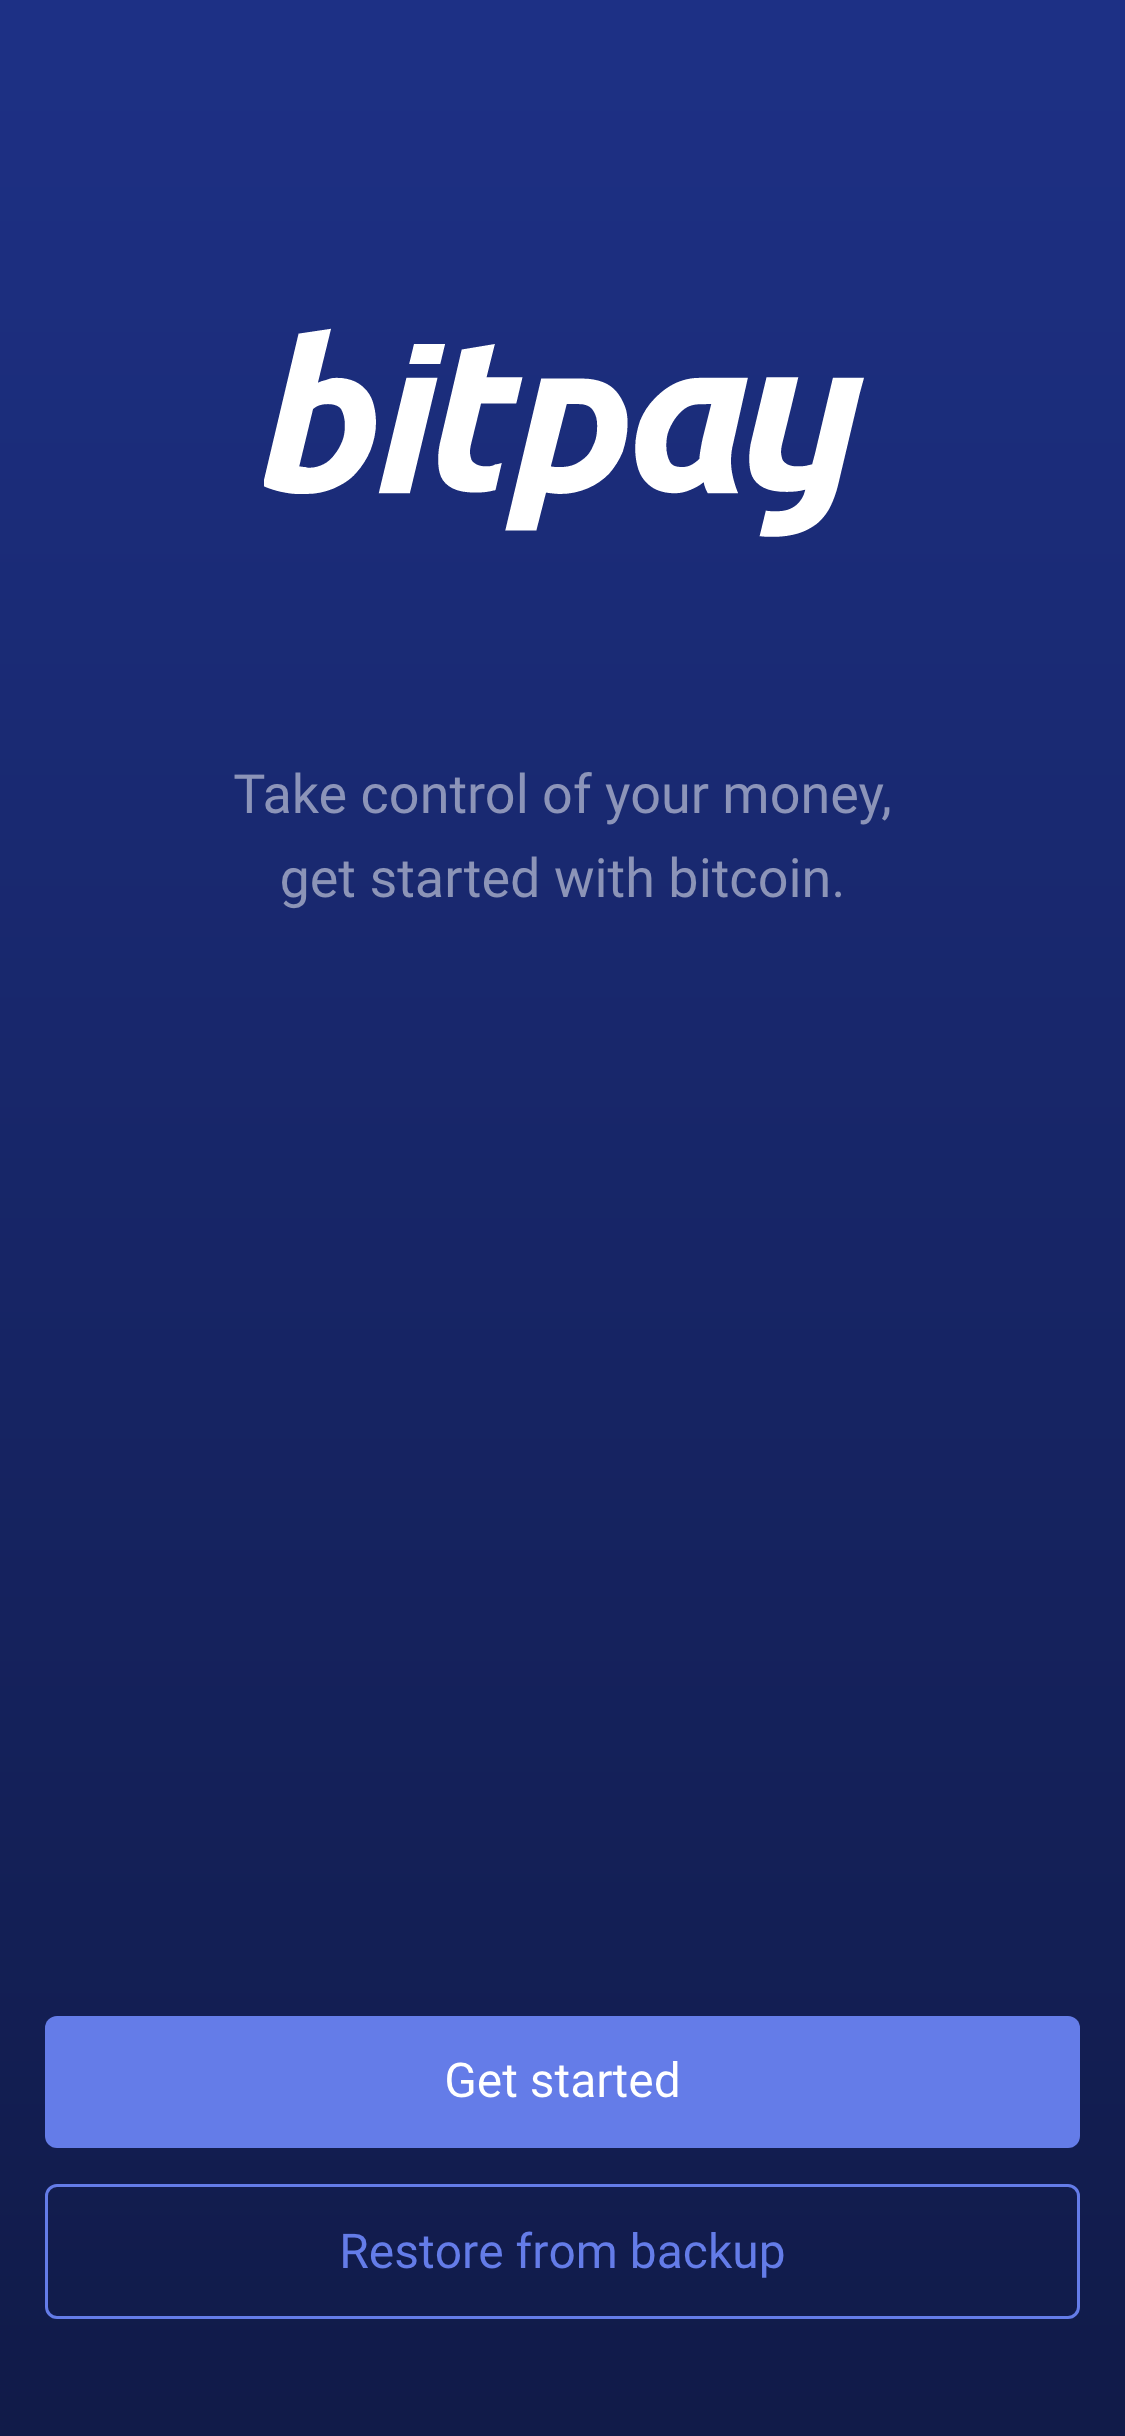 bitpay
Take control of your money,
get started with bitcoin.
Get started
Restore from backup